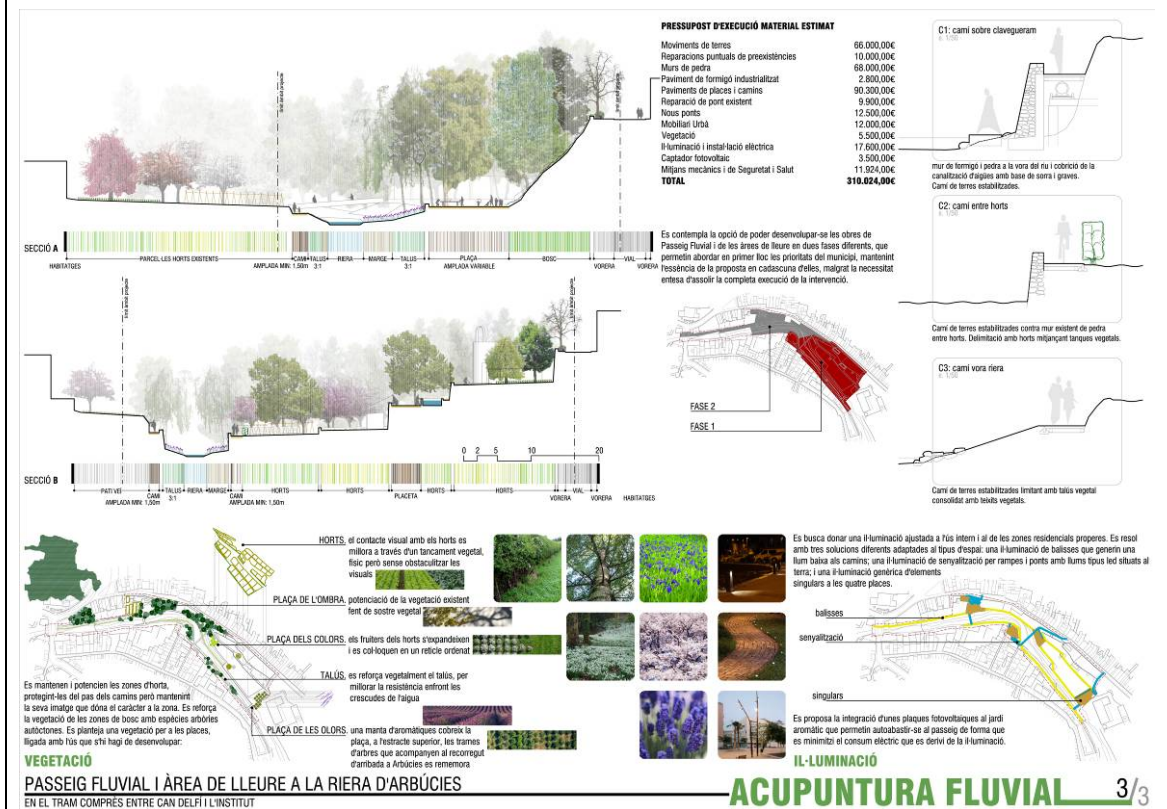 PRESSUPOST D'EXECUCIÓ MATERIAL ESTIMAT
Moviments de terres 66.000,00€
Reparacions puntuals de preexistències 10.000,00€
Murs de pedra 68.000,00€
Paviment de formigó industrialitzat 2.800,00€
Paviments de places i camins 90.300,00€
Reparació de pont existent 9.900,00€
Nous ponts 12.500,00€
Mobiliari Urbà 12.000,00€
Vegetació 5.500,00€
Il·luminació i instal·lació elèctrica 17.600,00€
Captador fotovoltaic 3.500,00€
Mitjans mecànics i de Seguretat i Salut 11.924,00€
TOTAL 310.024,00€
Es contempla la opció de poder desenvolupar-se les obres de
Passeig Fluvial i de les àrees de lleure en dues fases diferents, que
permetin abordar en primer lloc les prioritats del municipi, mantenint
l'essència de la proposta en cadascuna d'elles, malgrat la necessitat
entesa d'assolir la completa execució de la intervenció.
FASE 2
FASE 1
C1: camí sobre clavegueram
e. 1/50
mur de formigó i pedra a la vora del riu i cobrició de la
canalització d'aigües amb base de sorra i graves.
Camí de terres estabilitzades.
C2: camí entre horts
e. 1/50
Camí de terres estabilitzades contra mur existent de pedra
entre horts. Delimitació amb horts mitjançant tanques vegetals.
C3: camí vora riera
e. 1/50
Camí de terres estabilitzades limitant amb talús vegetal
consolidat amb teixits vegetals.
límit àmbit projecte
límit àmbit projecte
SECCIÓ A
HABITATGES
PARCEL·LES HORTS EXISTENTS
CAMI
AMPLADA MIN: 1,50m
TALUS
3:1
RIERA
MARGE
TALUS
3:1
PLAÇA
AMPLADA VARIABLE
BOSC
VORERA
VIAL
VORERA
límit àmbit projecte
límit àmbit projecte
0 2 5 10 20
SECCIÓ B
PATI VEI
CAMI
AMPLADA MIN: 1,50m
TALUS
3:1
RIERA
MARGE
CAMI
AMPLADA MIN: 1,50m
HORTS
HORTS
PLACETA
HORTS
HORTS
VORERA
VIAL
VORERA
HABITATGES
HORTS, el contacte visual amb els horts es
millora a través d'un tancament vegetal,
físic però sense obstaculitzar les
visuals
PLAÇA DE L'OMBRA, potenciació de la vegetació existent
fent de sostre vegetal
PLAÇA DELS COLORS, els fruiters dels horts s'expandeixen
i es col·loquen en un reticle ordenat
TALÚS, es reforça vegetalment el talús, per
millorar la resistència enfront les
crescudes de l'aigua
PLAÇA DE LES OLORS, una manta d'aromàtiques cobreix la
plaça, a l'estracte superior, les trames
d'arbres que acompanyen al recorregut
d'arribada a Arbúcies es rememora
Es mantenen i potencien les zones d'horta,
protegint-les del pas dels camins però mantenint
la seva imatge que dóna el caràcter a la zona. Es reforça
la vegetació de les zones de bosc amb espècies arbòries
autòctones. Es planteja una vegetació per a les places,
lligada amb l'ús que s'hi hagi de desenvolupar:
VEGETACIÓ
Es busca donar una il·luminació ajustada a l'ús intern i al de les zones residencials properes. Es resol
amb tres solucions diferents adaptades al tipus d'espai: una il·luminació de balisses que generin una
llum baixa als camins; una il·luminació de senyalització per rampes i ponts amb llums tipus led situats al
terra; i una il·luminació genèrica d'elements
singulars a les quatre places.
balisses
senyalització
singulars
Es proposa la integració d'unes plaques fotovoltaiques al jardí
aromàtic que permetin autoabastir-se al passeig de forma que
es minimitzi el consum elèctric que es derivi de la il·luminació.
IL·LUMINACIÓ
PASSEIG FLUVIAL I ÀREA DE LLEURE A LA RIERA D'ARBÚCIES
EN EL TRAM COMPRÈS ENTRE CAN DELFÍ I L'INSTITUT
ACUPUNTURA FLUVIAL 3/3